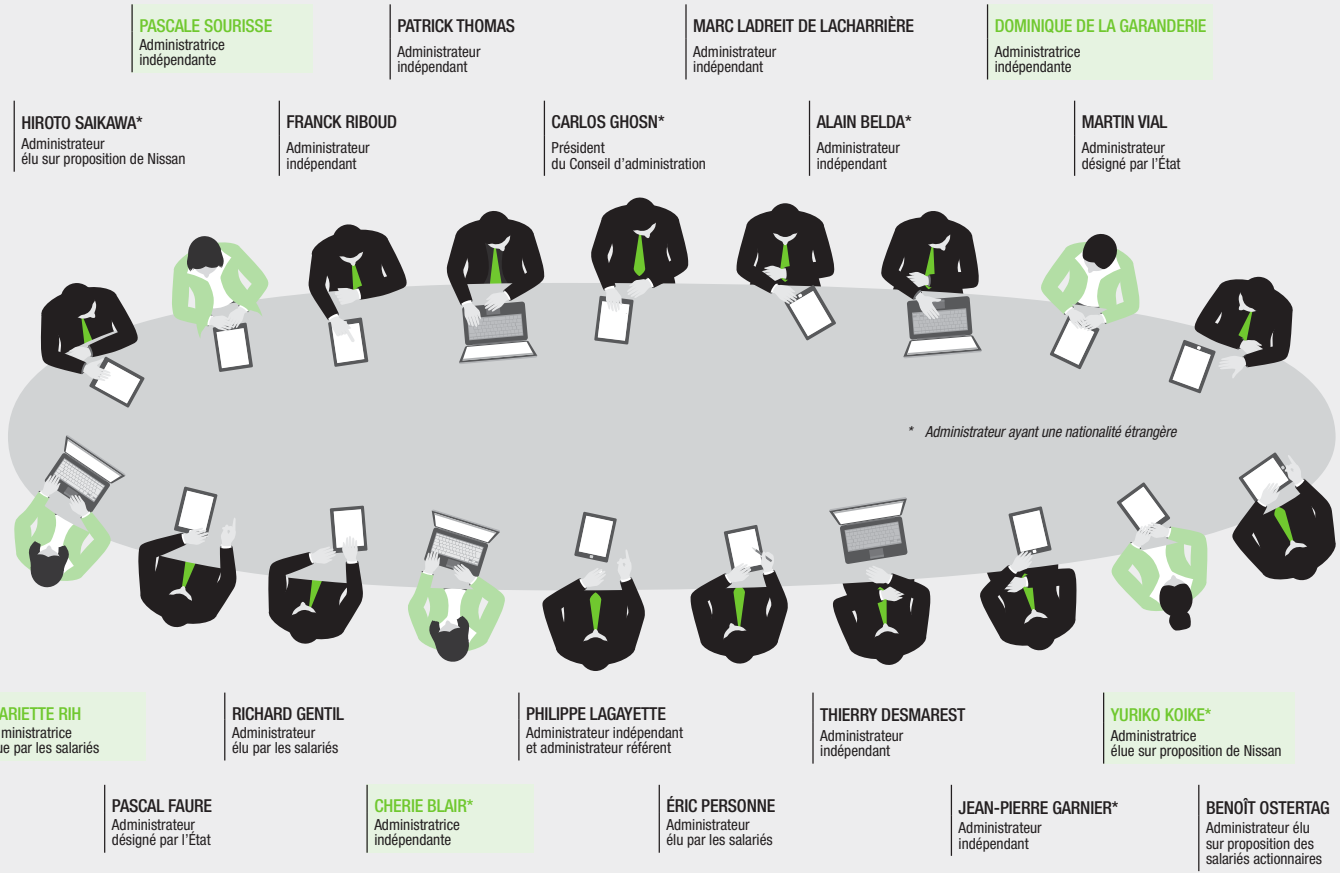 PASCALE SOURISSE
Administratrice
indépendante
PATRICK THOMAS
Administrateur
indépendant
MARC LADREIT DE LACHARRIÈRE
Administrateur
indépendant
DOMINIQUE DE LA GARANDERIE
Administratrice
indépendante
HIROTO SAIKAWA*
Administrateur
élu sur proposition de Nissan
FRANCK RIBOUD
Administrateur
indépendant
CARLOS GHOSN*
Président
du Conseil d'administration
ALAIN BELDA*
Administrateur
indépendant
MARTIN VIAL
Administrateur
désigné par l'État
* Administrateur ayant une nationalité étrangère
ARIETTE RIH
ministratrice
ue par les salariés
RICHARD GENTIL
Administrateur
élu par les salariés
PHILIPPE LAGAYETTE
Administrateur indépendant
et administrateur référent
THIERRY DESMAREST
Administrateur
indépendant
YURIKO KOIKE*
Administratrice
élue sur proposition de Nissan
PASCAL FAURE
Administrateur
désigné par l'État
CHERIE BLAIR*
Administratrice
indépendante
ÉRIC PERSONNE
Administrateur
élu par les salariés
JEAN-PIERRE GARNIER*
Administrateur
indépendant
BENOÎT OSTERTAG
Administrateur élu
sur proposition des
salariés actionnaires